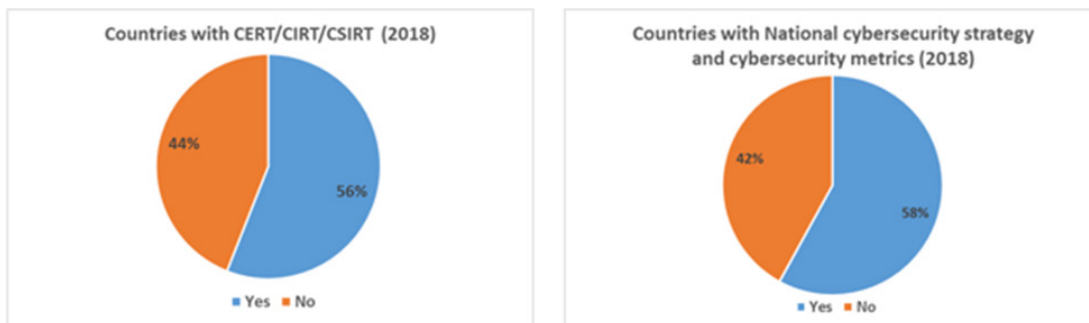 Countries with CERT/CIRT/CSIRT (2018)
44%
56%
Yes No
Countries with National cybersecurity strategy
and cybersecurity metrics (2018)
42%
58%
Yes No